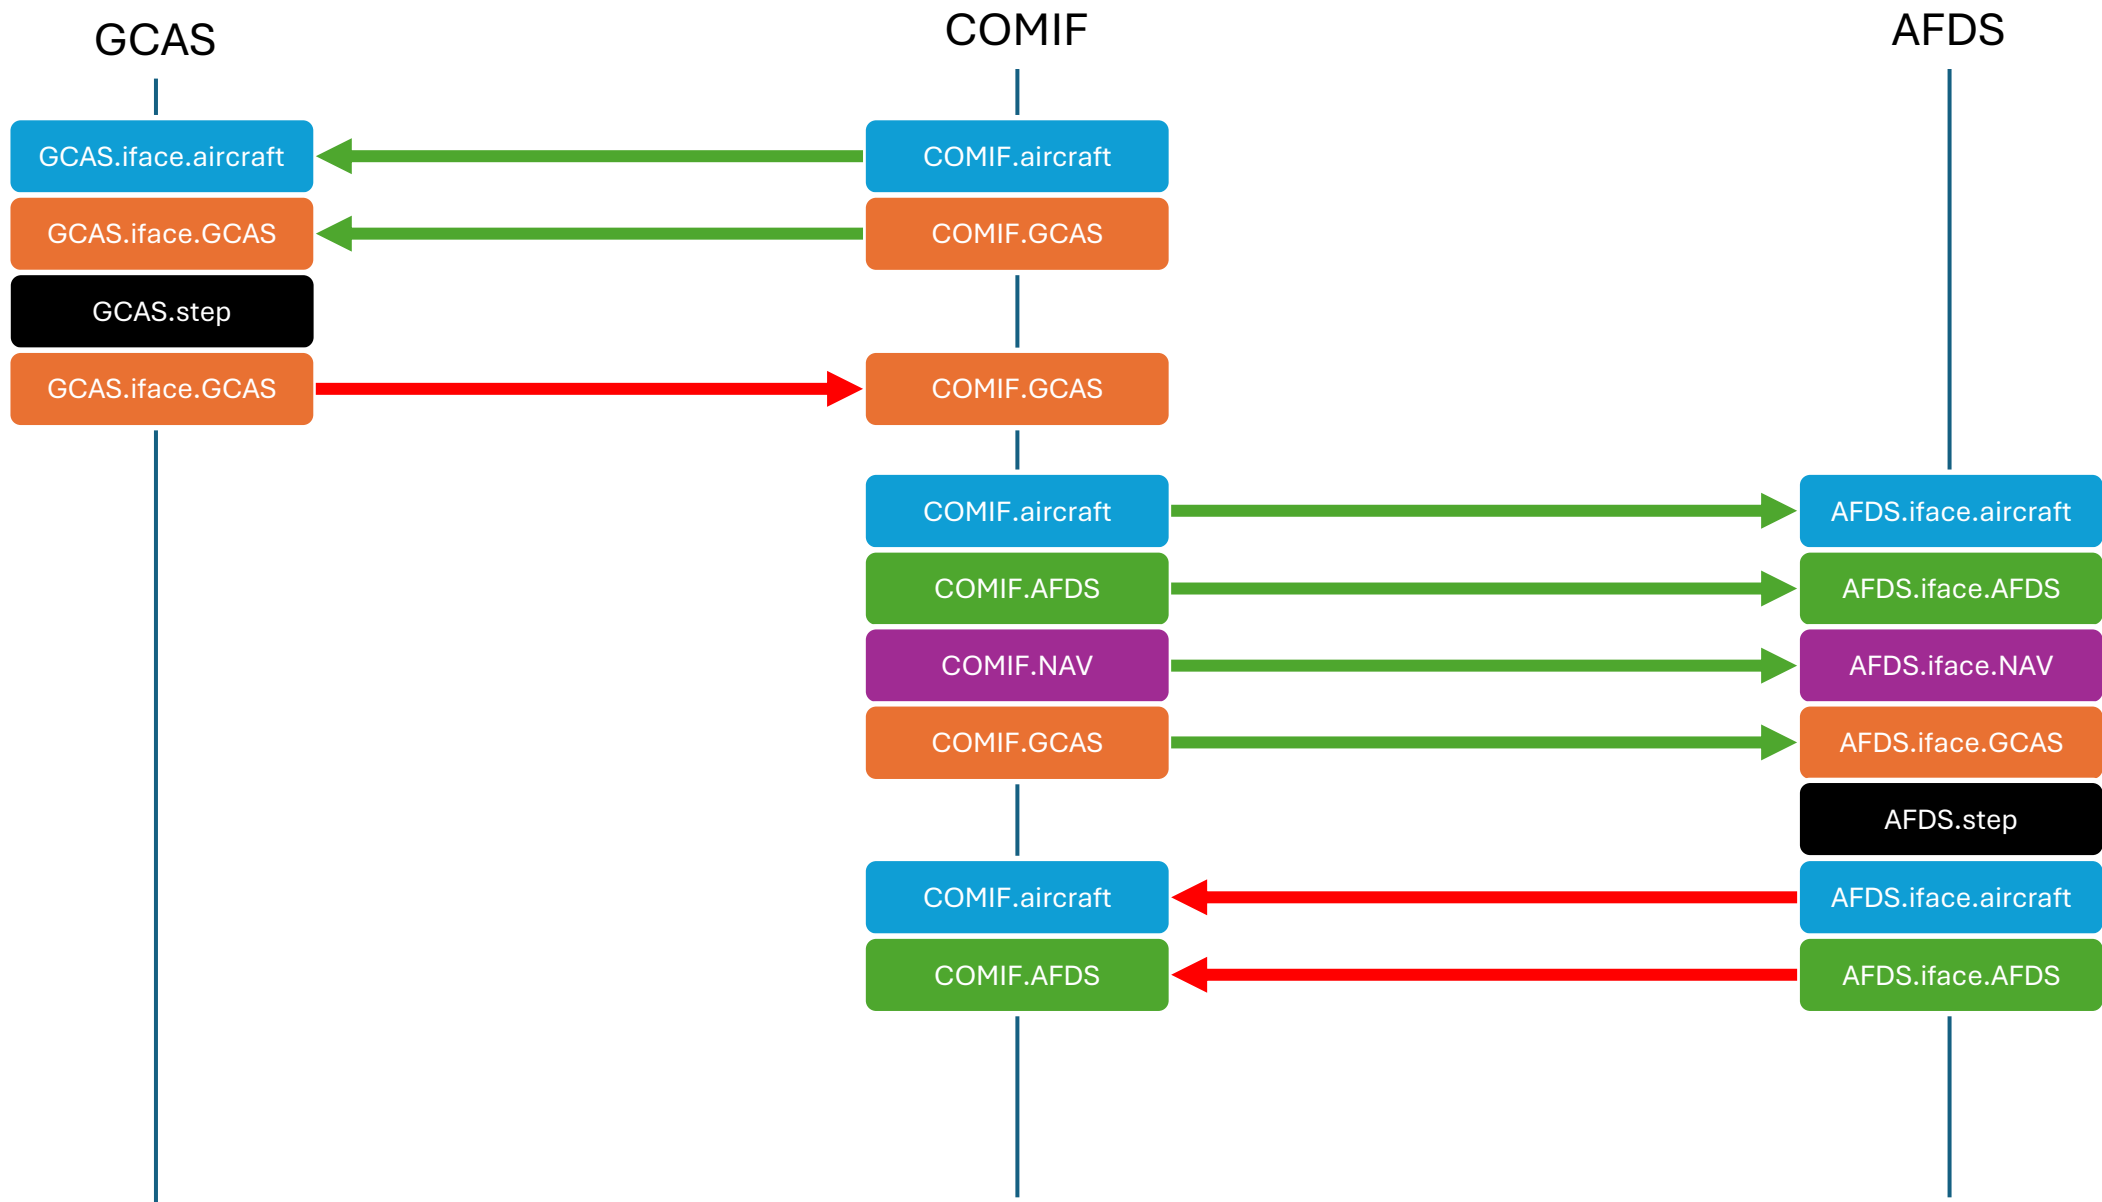 GCAS
COMIF
AFDS
GCAS.iface.aircraft
COMIF.aircraft
GCAS.iface.GCAS
COMIF.GCAS
GCAS.step
GCAS.iface.GCAS
COMIF.GCAS
COMIF.aircraft
AFDS.iface.aircraft
COMIF.AFDS
AFDS.iface.AFDS
COMIF.NAV
AFDS.iface.NAV
COMIF.GCAS
AFDS.iface.GCAS
AFDS.step
COMIF.aircraft
AFDS.iface.aircraft
COMIF.AFDS
AFDS.iface.AFDS